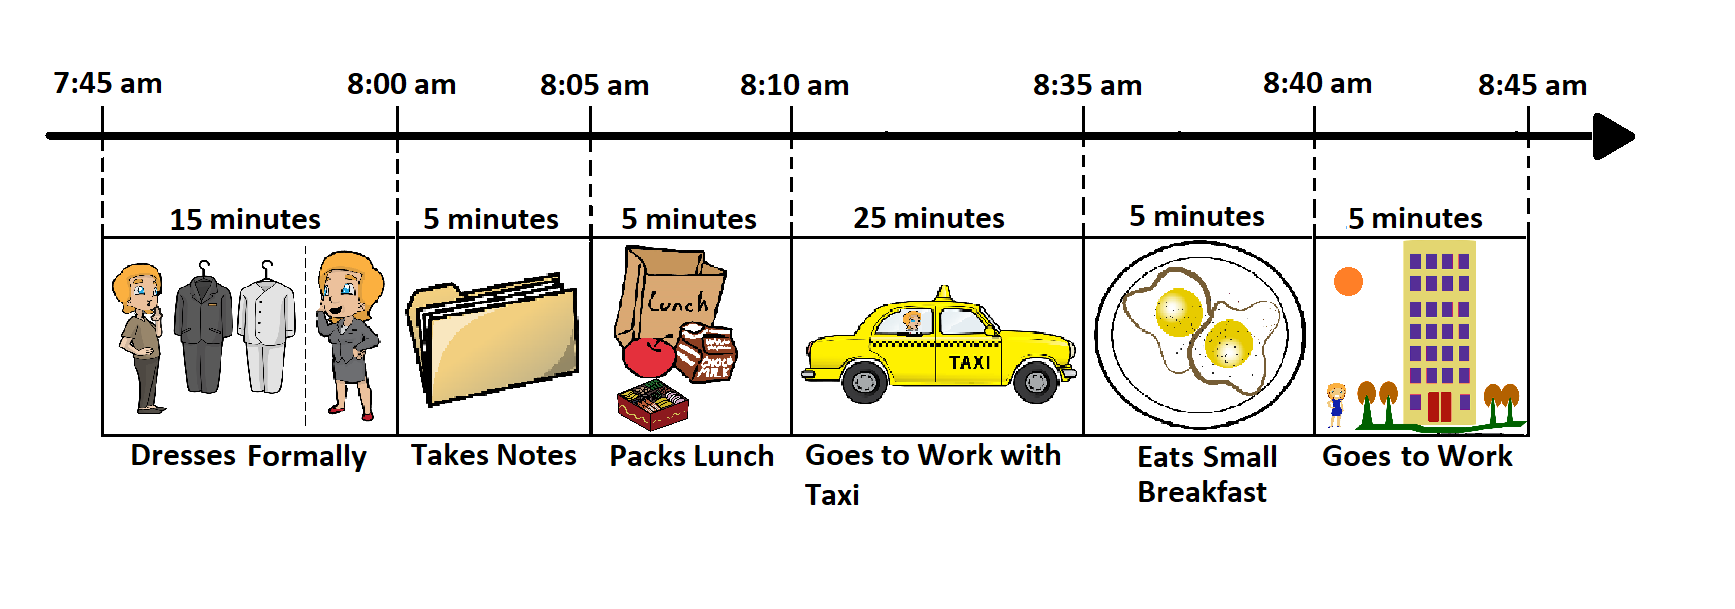 7:45 am 8:00 am 8:05 am 8:10 am 8:35 am 8:40 am 8:45 am
15 minutes 5 minutes 5 minutes 25 minutes 5 minutes 5 minutes
Lunch
CHOCO
MILK
TAXI
Dresses Formally Takes Notes Packs Lunch Goes to Work with
Taxi
Eats Small
Breakfast
Goes to Work